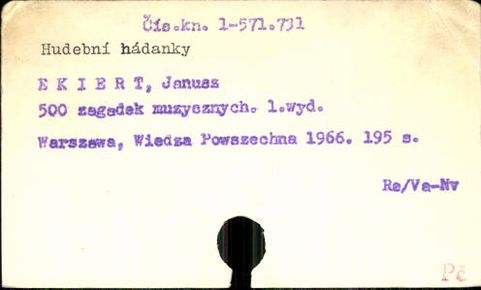 Čís.kn. 1-571.731
Hudební hádanky
E K I E R T, Janusz
500 zagadek muzycznych. 1.wyd.
Warszawa, Wiedza Powszechna 1966. 195 s.
Re/Va-Nv
Pč